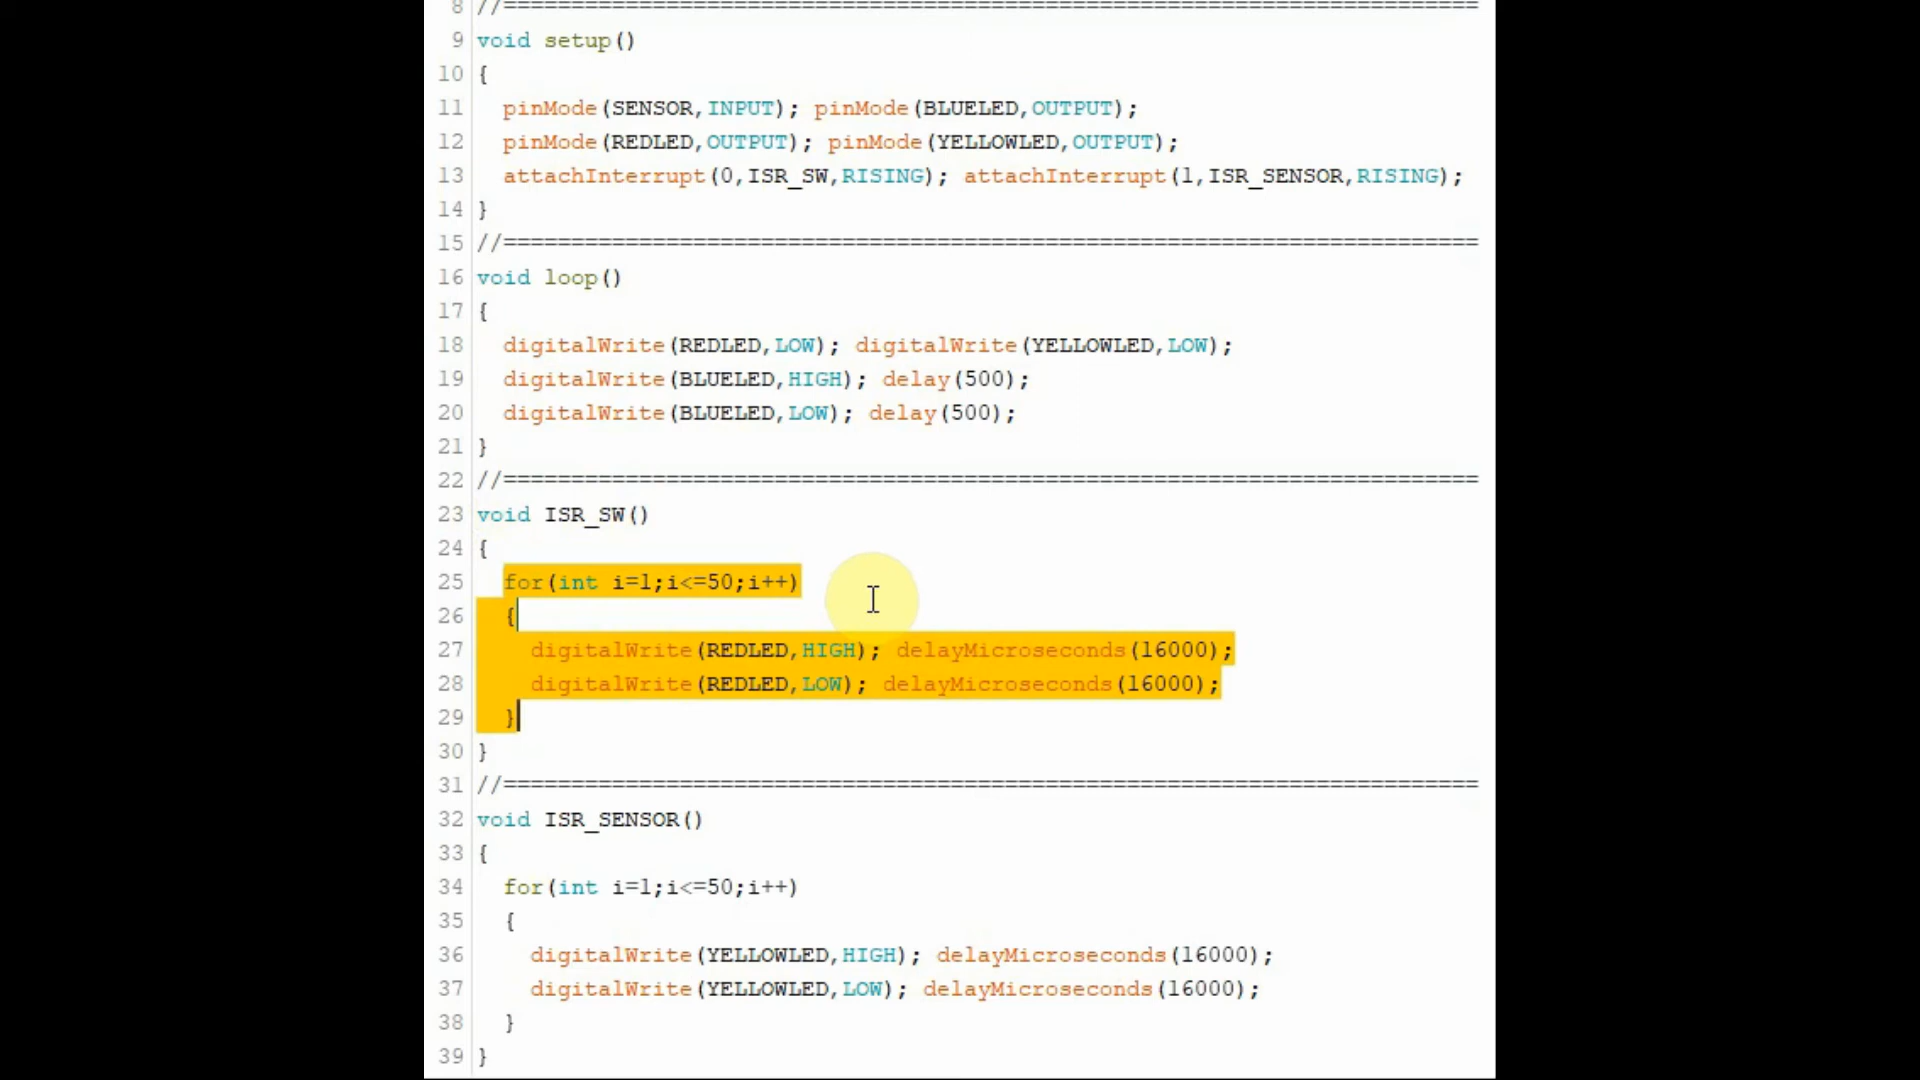 8 //========================================================================
9 void setup()
10 {
11 pinMode(SENSOR,INPUT); pinMode(BLUELED,OUTPUT);
12 pinMode(REDLED,OUTPUT); pinMode(YELLOWLED,OUTPUT);
13 attachInterrupt(0,ISR_SW,RISING); attachInterrupt(1,ISR_SENSOR,RISING);
14 }
15 //========================================================================
16 void loop()
17 {
18 digitalWrite(REDLED,LOW); digitalWrite(YELLOWLED,LOW);
19 digitalWrite(BLUELED,HIGH); delay(500);
20 digitalWrite(BLUELED,LOW); delay(500);
21 }
22 //========================================================================
23 void ISR_SW()
24 {
25 for(int i=1;i<=50;i++)
26 {
27 digitalWrite(REDLED,HIGH); delayMicroseconds(16000);
28 digitalWrite(REDLED,LOW); delayMicroseconds(16000);
29 }
30 }
31 //========================================================================
32 void ISR_SENSOR()
33 {
34 for(int i=1;i<=50;i++)
35 {
36 digitalWrite(YELLOWLED,HIGH); delayMicroseconds(16000);
37 digitalWrite(YELLOWLED,LOW); delayMicroseconds(16000);
38 }
39 }